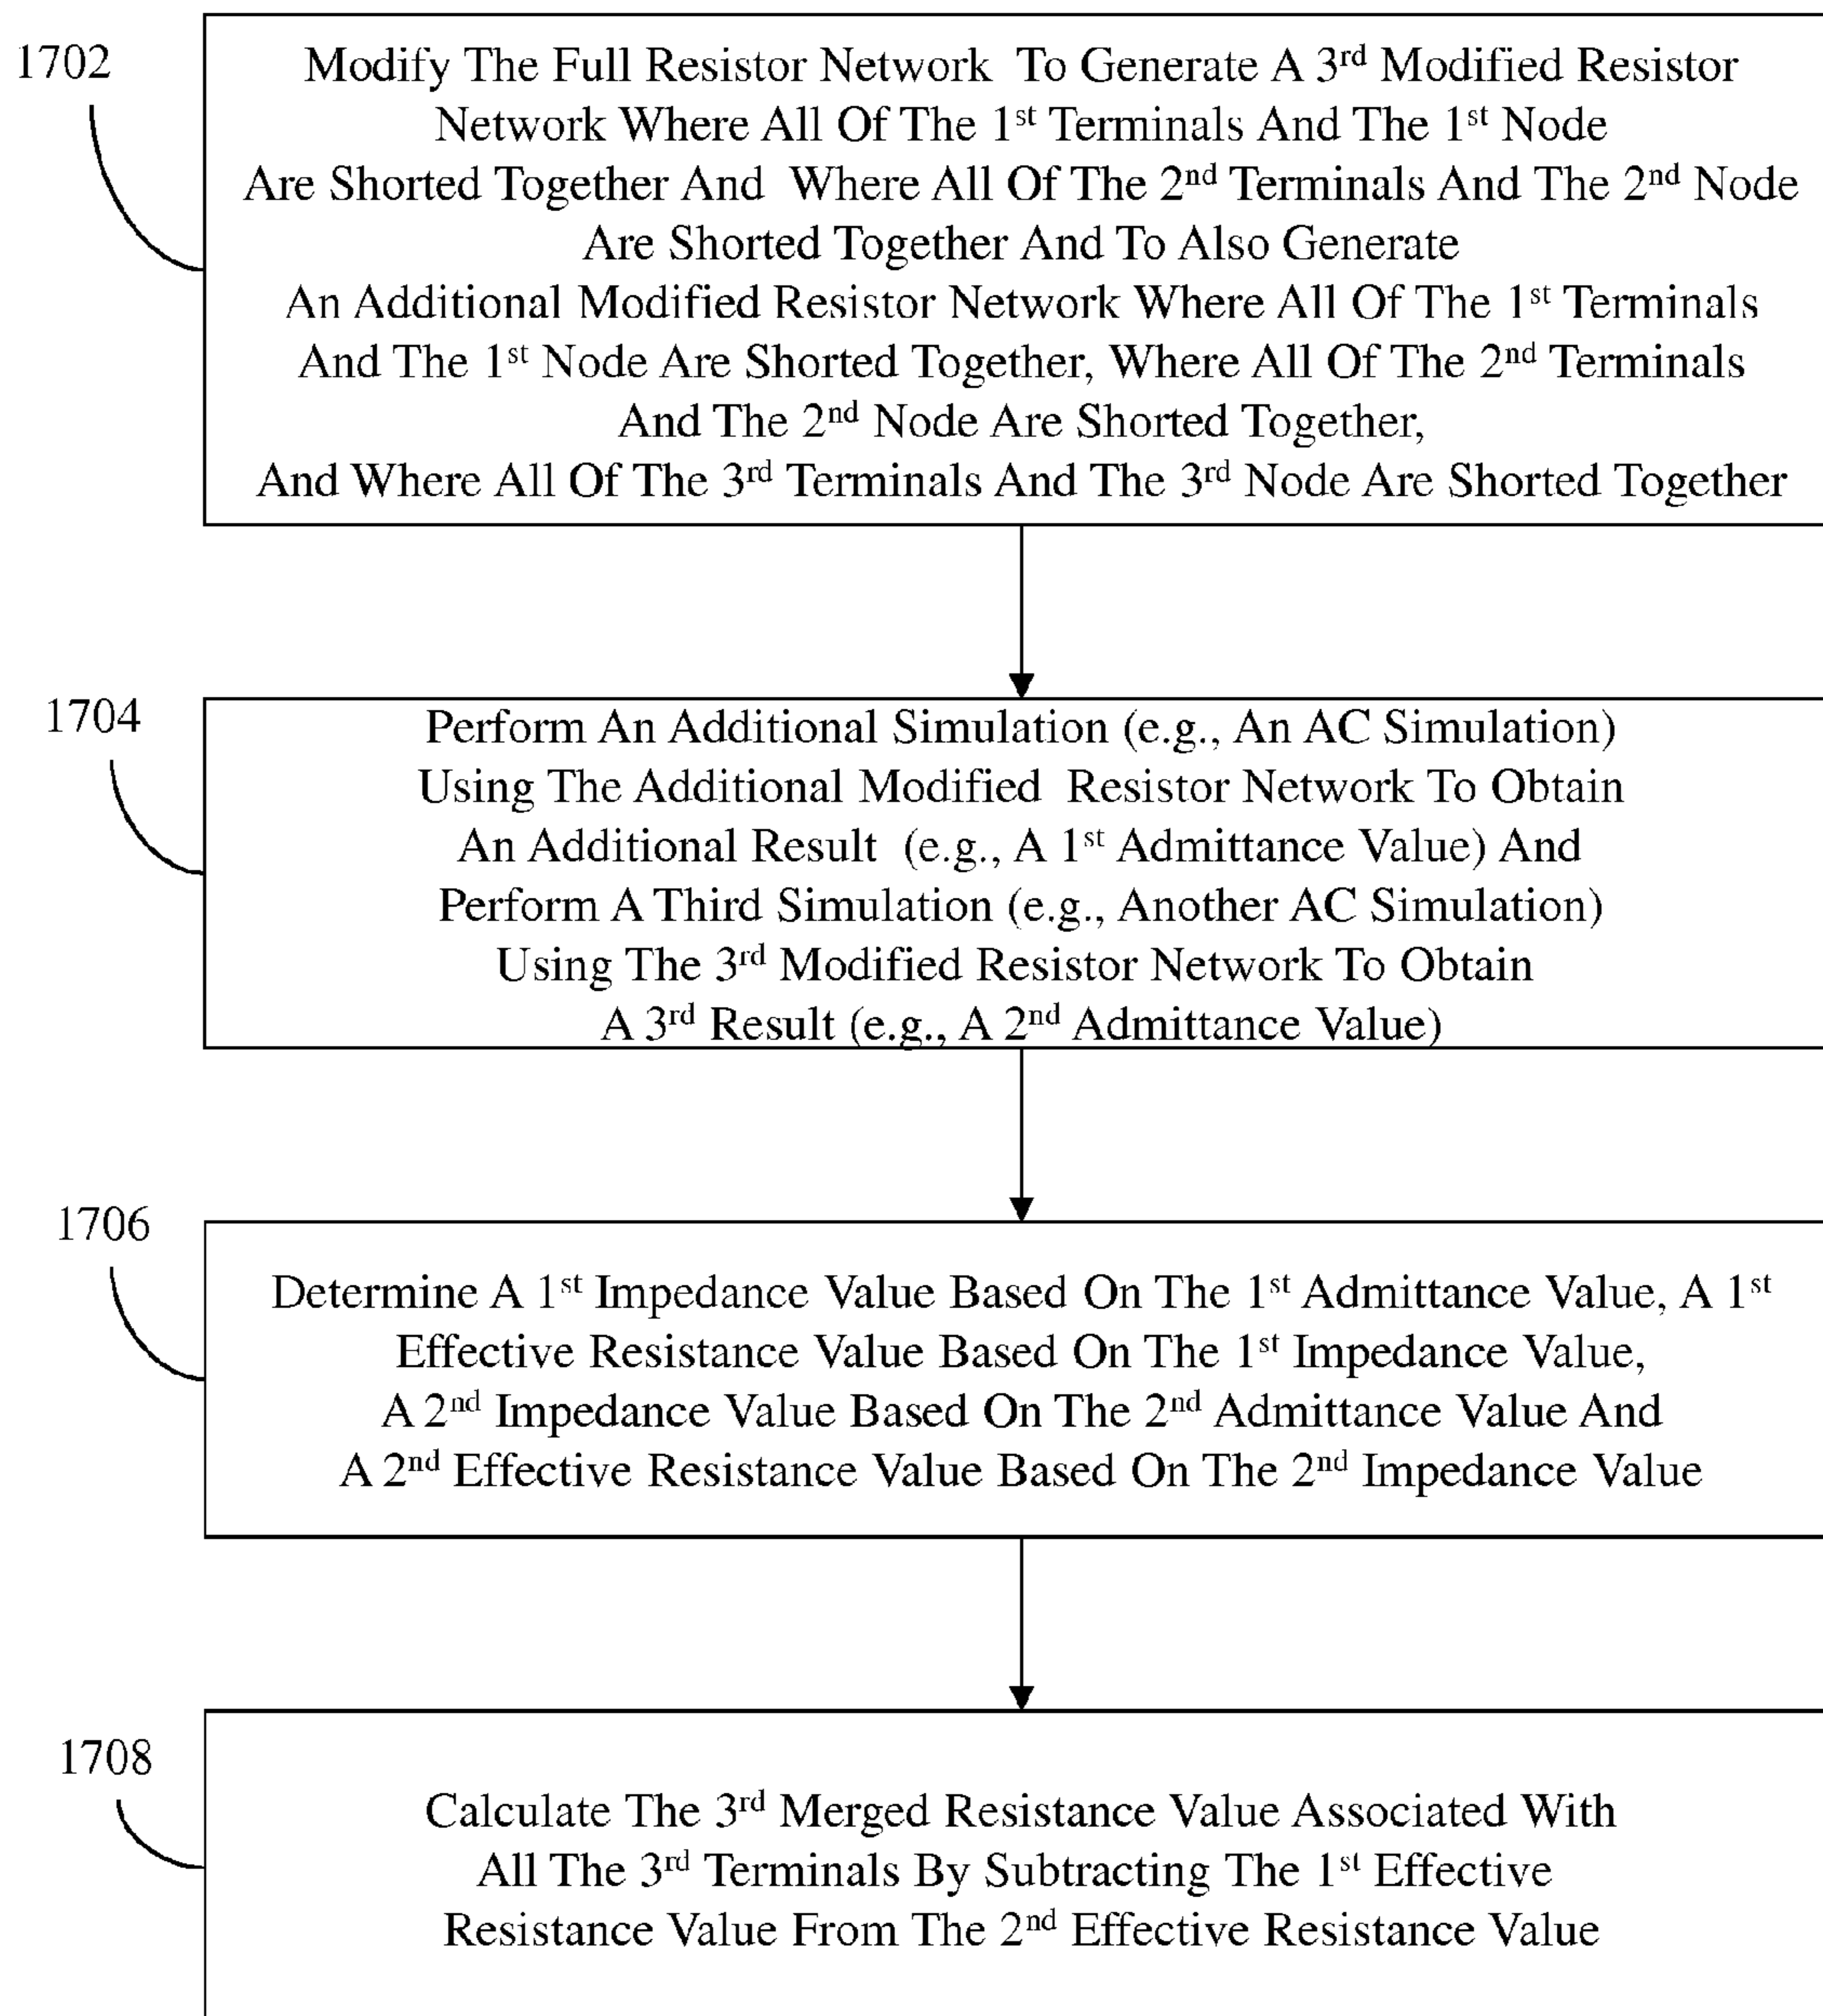 1702
Modify The Full Resistor Network To Generate A 3rd Modified Resistor
Network Where All Of The 1st Terminals And The 1st Node
Are Shorted Together And Where All Of The 2nd Terminals And The 2nd Node
Are Shorted Together And To Also Generate
An Additional Modified Resistor Network Where All Of The 1st Terminals
And The 1st Node Are Shorted Together, Where All Of The 2nd Terminals
And The 2nd Node Are Shorted Together,
And Where All Of The 3rd Terminals And The 3rd Node Are Shorted Together
1704
Perform An Additional Simulation (e.g., An AC Simulation)
Using The Additional Modified Resistor Network To Obtain
An Additional Result (e.g., A 1st Admittance Value) And
Perform A Third Simulation (e.g., Another AC Simulation)
Using The 3rd Modified Resistor Network To Obtain
A 3rd Result (e.g., A 2nd Admittance Value)
1706
Determine A 1st Impedance Value Based On The 1st Admittance Value, A 1st
Effective Resistance Value Based On The 1st Impedance Value,
A 2nd Impedance Value Based On The 2nd Admittance Value And
A 2nd Effective Resistance Value Based On The 2nd Impedance Value
1708
Calculate The 3rd Merged Resistance Value Associated With
All The 3rd Terminals By Subtracting The 1st Effective
Resistance Value From The 2nd Effective Resistance Value